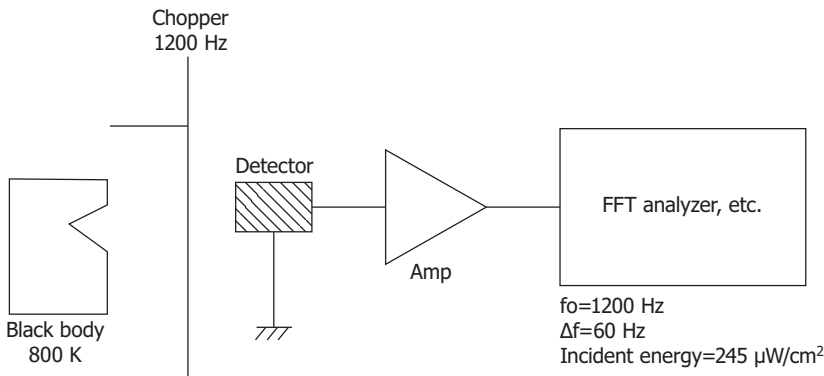 Chopper
1200 Hz
Detector
FFT analyzer, etc.
Amp
Black body
800 K
fo=1200 Hz
Δf=60 Hz
Incident energy=245 μW/cm²